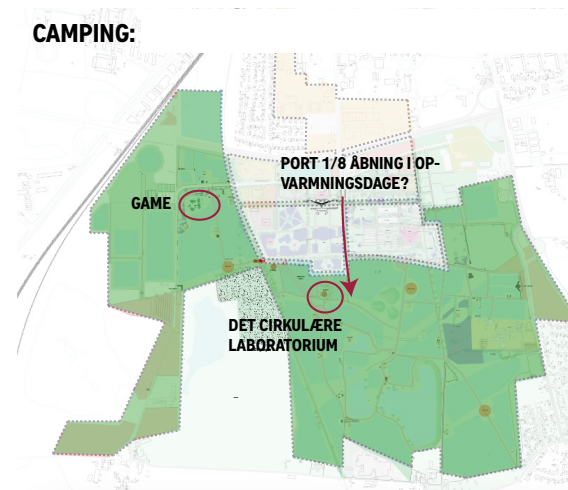 CAMPING:
PORT 1/8 ÅBNING I OP-
VARMNINGSDAGE?
GAME
DET CIRKULÆRE
LABORATORIUM